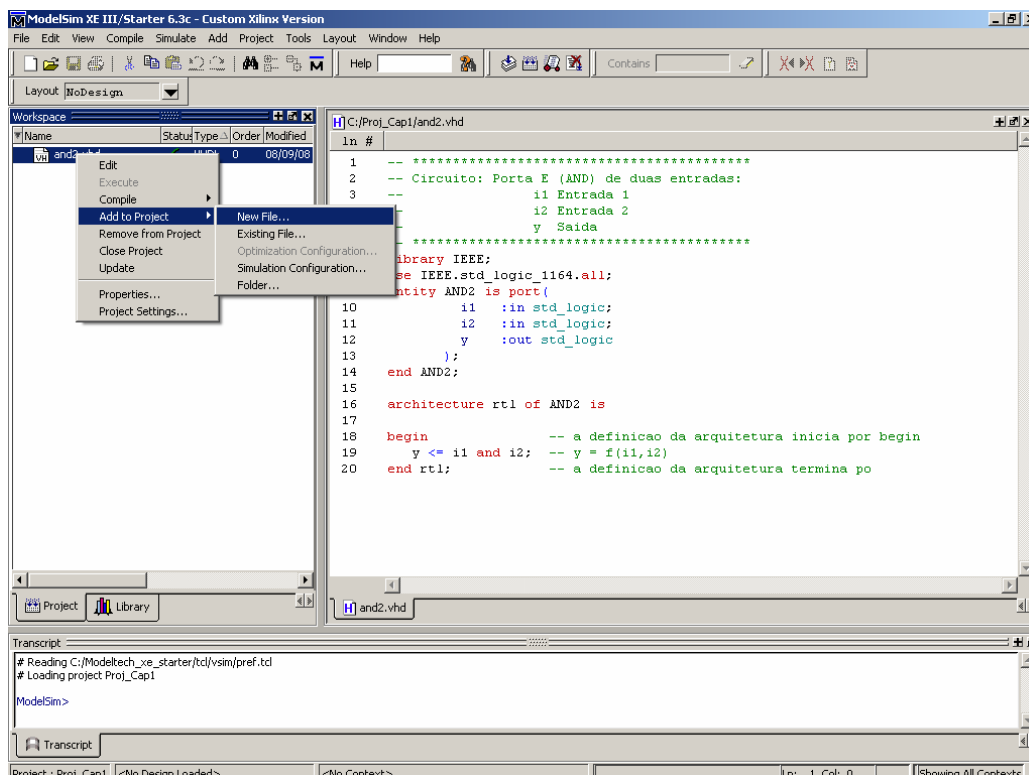 ModelSim XE III/Starter 6.3c - Custom Xilinx Version
File Edit View Compile Simulate Add Project Tools Layout Window Help
Help
Contains
Layout NoDesign
Workspace
Name Status Type Order Modified
and2.vhd VHDL 0 08/09/08
Edit
Execute
Compile
Add to Project
Remove from Project
Close Project
Update
Properties...
Project Settings...
New File...
Existing File...
Optimization Configuration...
Simulation Configuration...
Folder...
Project Library
C:/Proj_Cap1/and2.vhd
ln #
1 -- ******************************************
2 -- Circuito: Porta E (AND) de duas entradas:
3 -- i1 Entrada 1
i2 Entrada 2
y Saida
******************************************
library IEEE;
use IEEE.std_logic_1164.all;
entity AND2 is port(
10 i1 :in std_logic;
11 i2 :in std_logic;
12 y :out std_logic
13 );
14 end AND2;
15
16 architecture rtl of AND2 is
17
18 begin -- a definicao da arquitetura inicia por begin
19 y <= i1 and i2; -- y = f(i1,i2)
20 end rtl; -- a definicao da arquitetura termina po
and2.vhd
Transcript
# Reading C:/Modeltech_xe_starter/tcl/vsim/pref.tcl
# Loading project Proj_Cap1
ModelSim>
Transcript
Project : Proj_Cap1 <No Design Loaded> <No Context> Ln: 1 Col: 0 Showing All Contexts